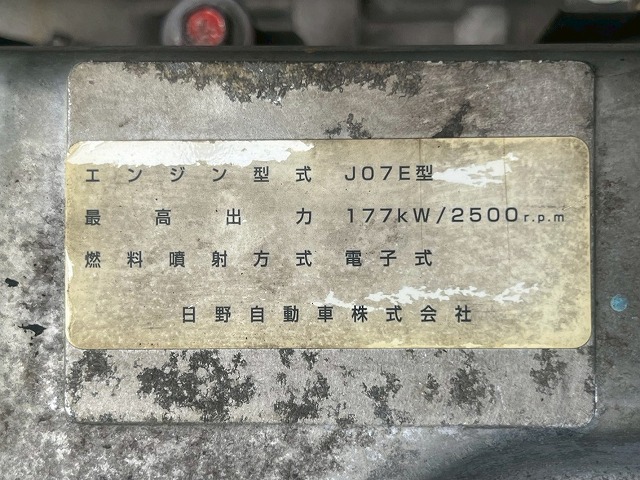 エンジン型式 J07E型
最高出力 177kW/2500r.p.m
燃料噴射方式 電子式
日野自動車株式会社